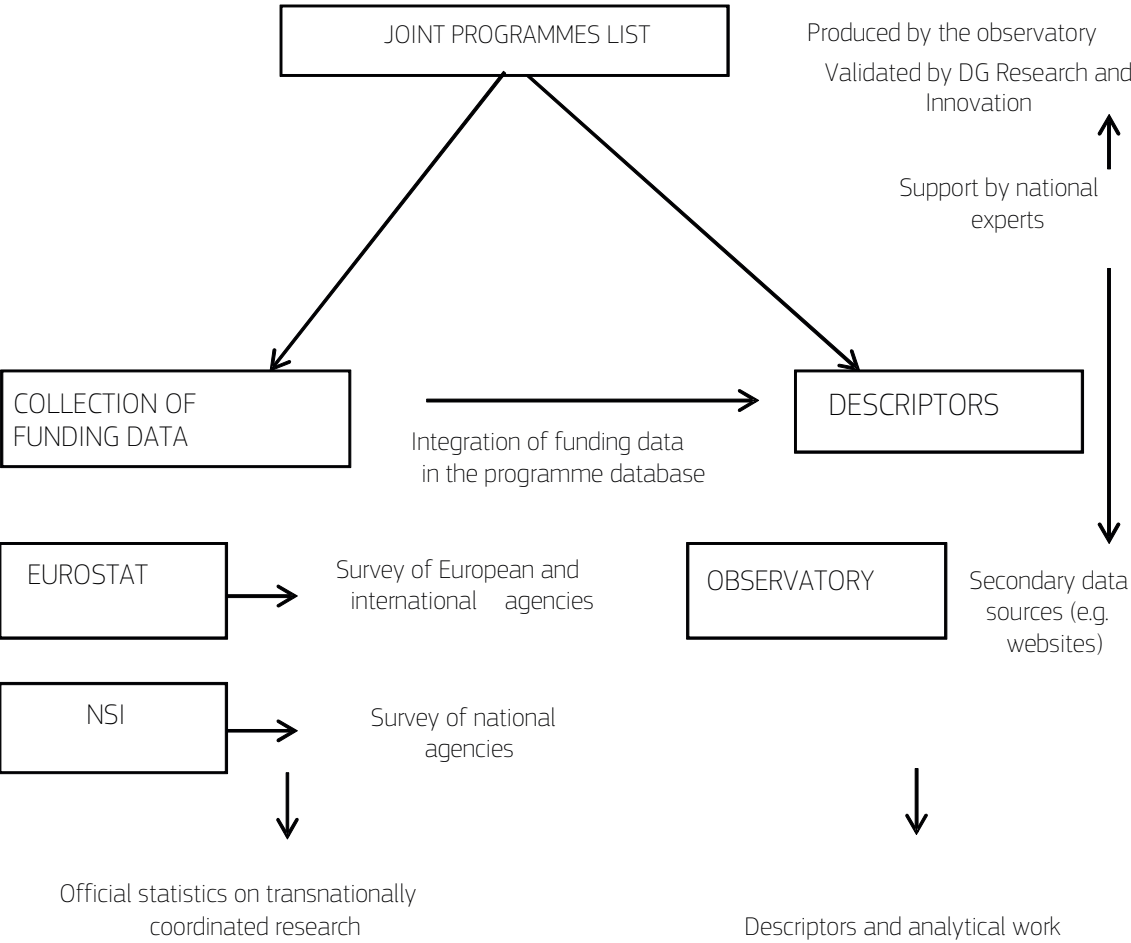 JOINT PROGRAMMES LIST
Produced by the observatory
Validated by DG Research and
Innovation
Support by national
experts
COLLECTION OF
FUNDING DATA
Integration of funding data
in the programme database
DESCRIPTORS
EUROSTAT
Survey of European and
international agencies
OBSERVATORY
Secondary data
sources (e.g.
websites)
NSI
Survey of national
agencies
Official statistics on transnationally
coordinated research
Descriptors and analytical work